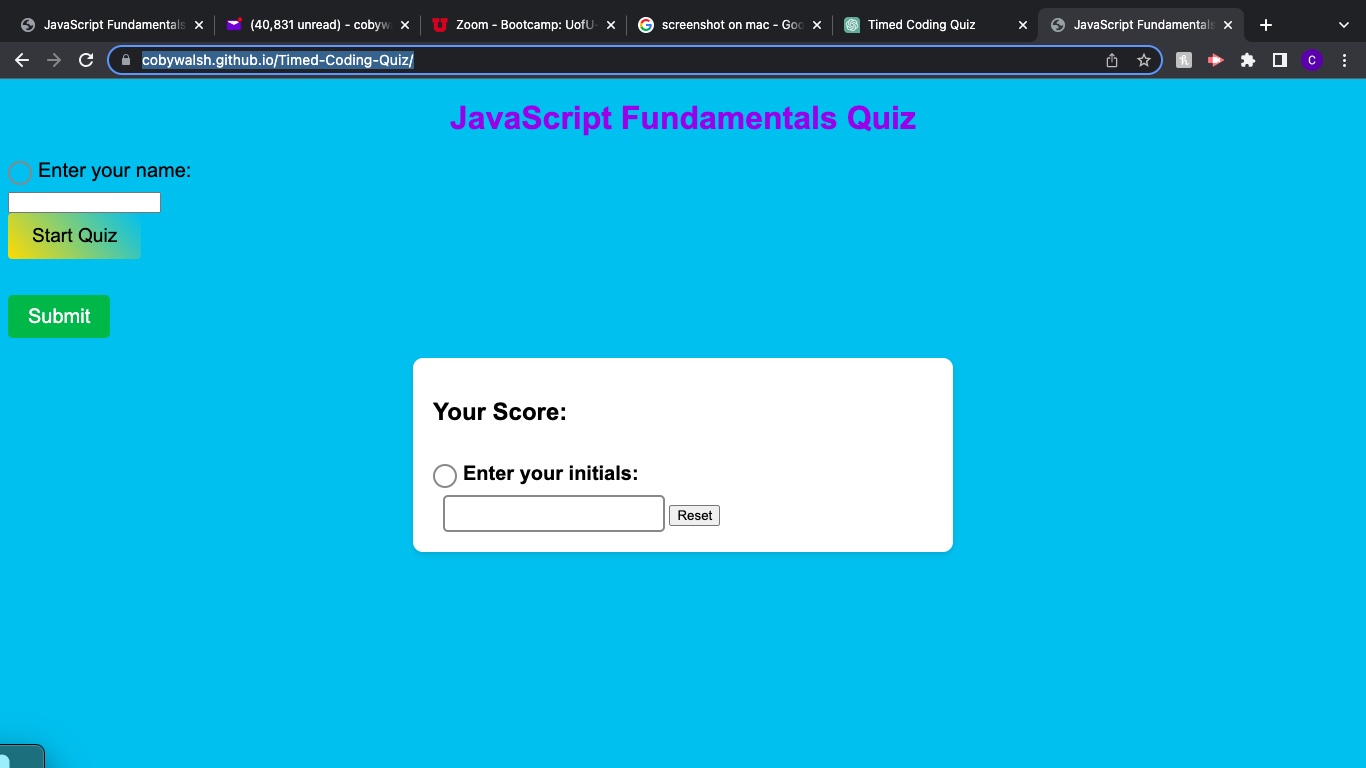 JavaScript Fundamentals
(40,831 unread) - cobyw
Zoom - Bootcamp: UofU-
screenshot on mac - Goo
Timed Coding Quiz
JavaScript Fundamentals
cobywalsh.github.io/Timed-Coding-Quiz/
C
JavaScript Fundamentals Quiz
Enter your name:
Start Quiz
Submit
Your Score:
Enter your initials:
Reset